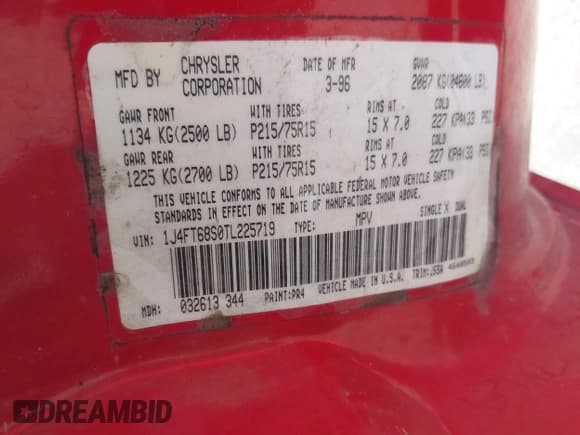 MFD BY CHRYSLER CORPORATION DATE OF MFR 3-96 GVWR 2087 KG(04600 LB)
GAWR FRONT WITH TIRES RIMS AT COLD
1134 KG(2500 LB) P215/75R15 15 X 7.0 227 KPA(33 PSI
GAWR REAR WITH TIRES RIMS AT COLD
1225 KG(2700 LB) P215/75R15 15 X 7.0 227 KPA(33 PSI
THIS VEHICLE CONFORMS TO ALL APPLICABLE FEDERAL MOTOR VEHICLE SAFETY
STANDARDS IN EFFECT ON THE DATE OF MANUFACTURE SHOWN ABOVE.
VIN: 1J4FT68S0TL225719 TYPE: MPV SINGLE X DUAL
MDH: 032613 344 PAINT:PR4 VEHICLE MADE IN U.S.A. TRIM:J5SA
DREAMBID